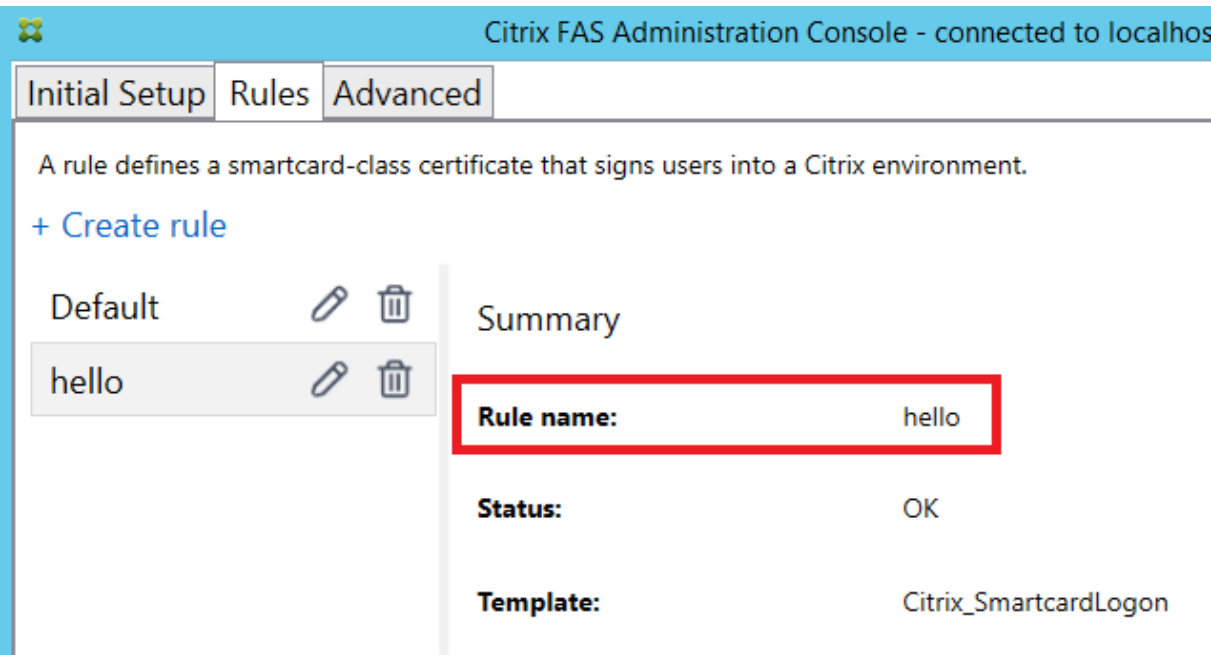 Citrix FAS Administration Console - connected to localhos
Initial Setup Rules Advanced
A rule defines a smartcard-class certificate that signs users into a Citrix environment.
+ Create rule
Default
hello
Summary
Rule name: hello
Status: OK
Template: Citrix_SmartcardLogon